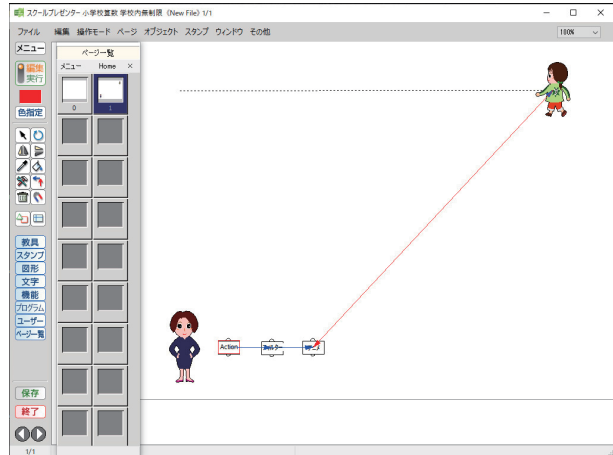 スクールプレゼンター 小学校算数 学校内無制限 (New File) 1/1
ファイル 編集 操作モード ページ オブジェクト スタンプ ウィンドウ その他
100%
メニュー
ページ一覧
メニュー Home ×
編集
実行
0 1
色指定
教具
スタンプ
図形
文字
機能
プログラム
ユーザー
ページ一覧
Action
保存
終了
1/1